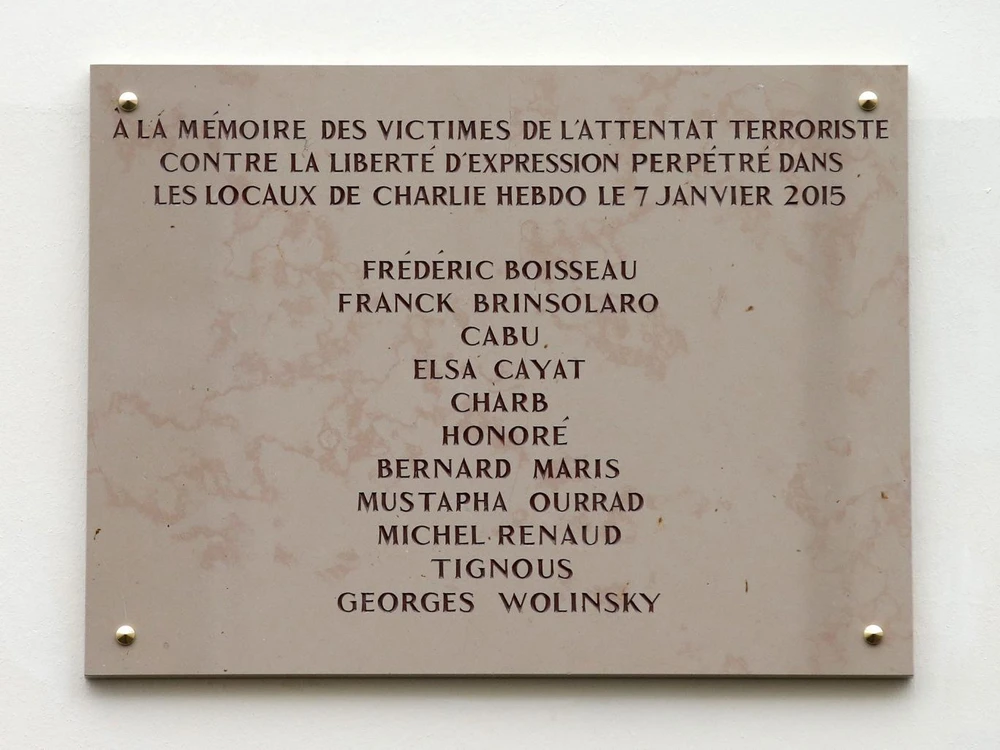 À LA MÉMOIRE DES VICTIMES DE L'ATTENTAT TERRORISTE
CONTRE LA LIBERTÉ D'EXPRESSION PERPÉTRÉ DANS
LES LOCAUX DE CHARLIE HEBDO LE 7 JANVIER 2015
FRÉDÉRIC BOISSEAU
FRANCK BRINSOLARO
CABU
ELSA CAYAT
CHARB
HONORÉ
BERNARD MARIS
MUSTAPHA OURRAD
MICHEL RENAUD
TIGNOUS
GEORGES WOLINSKY